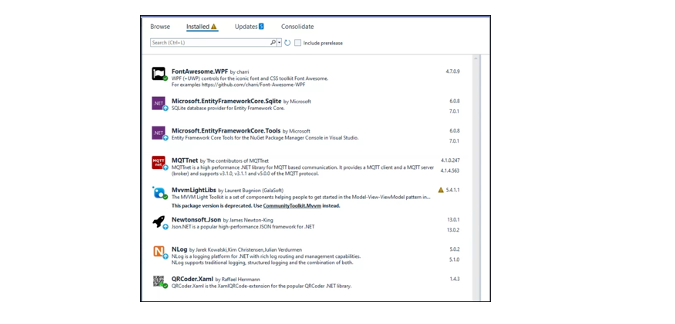 Browse Installed Updates 5 Consolidate
Search (Ctrl+L) Include prerelease
FontAwesome.WPF by charri 4.7.0.9
WPF (+UWP) controls for the iconic font and CSS toolkit Font Awesome.
For examples https://github.com/charri/Font-Awesome-WPF
.NET Microsoft.EntityFrameworkCore.Sqlite by Microsoft 6.0.8
SQLite database provider for Entity Framework Core. 7.0.1
.NET Microsoft.EntityFrameworkCore.Tools by Microsoft 6.0.8
Entity Framework Core Tools for the NuGet Package Manager Console in Visual Studio. 7.0.1
MQTT .net MQTTnet by The contributors of MQTTnet 4.1.0.247
MQTTnet is a high performance .NET library for MQTT based communication. It provides a MQTT client and a MQTT server 4.1.4.563
(broker) and supports v3.1.0, v3.1.1 and v5.0.0 of the MQTT protocol.
MvvmLightLibs by Laurent Bugnion (GalaSoft) 5.4.1.1
The MVVM Light Toolkit is a set of components helping people to get started in the Model-View-ViewModel pattern in...
This package version is deprecated. Use CommunityToolkit.Mvvm instead.
Newtonsoft.Json by James Newton-King 13.0.1
Json.NET is a popular high-performance JSON framework for .NET 13.0.2
N NLog by Jarek Kowalski,Kim Christensen,Julian Verdurmen 5.0.2
NLog is a logging platform for .NET with rich log routing and management capabilities. 5.1.0
NLog supports traditional logging, structured logging and the combination of both.
QRCoder.Xaml by Raffael Herrmann 1.4.3
QRCoder.Xaml is the Xaml/QRCode-extension for the popular QRCoder .NET library.